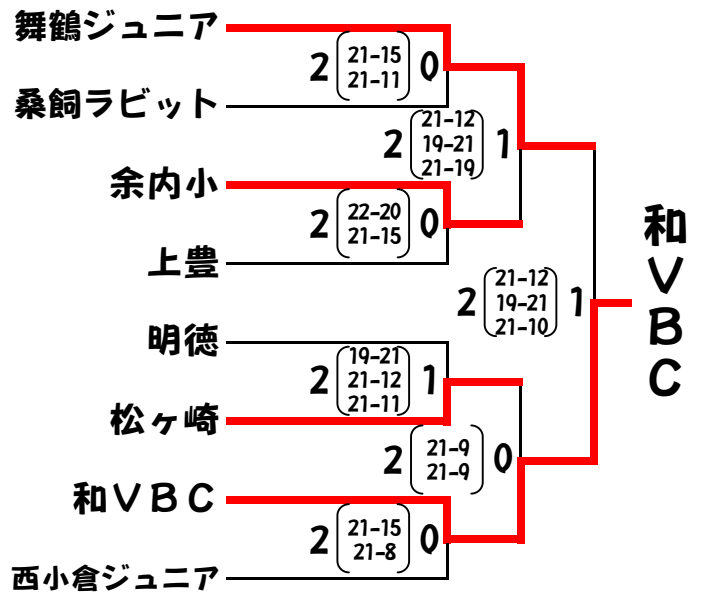 舞鶴ジュニア
2 21-15 0
21-11
桑飼ラビット
21-12
2 19-21 1
21-19
余内小
2 22-20 0
21-15
上豊
和VBC
21-12
2 19-21 1
21-10
明徳
19-21
2 21-12 1
21-11
松ヶ崎
2 21-9 0
21-9
和VBC
2 21-15 0
21-8
西小倉ジュニア